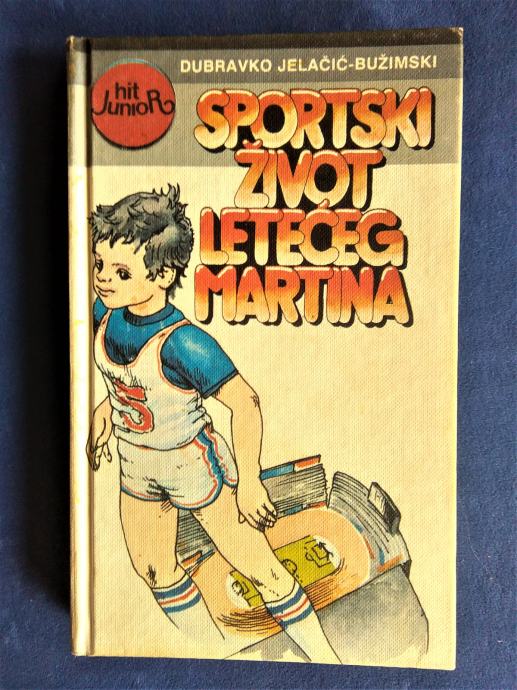 DUBRAVKO JELAČIĆ-BUŽIMSKI
hit
JunioR
SPORTSKI
ŽIVOT
LETEĆEG
MARTINA
5